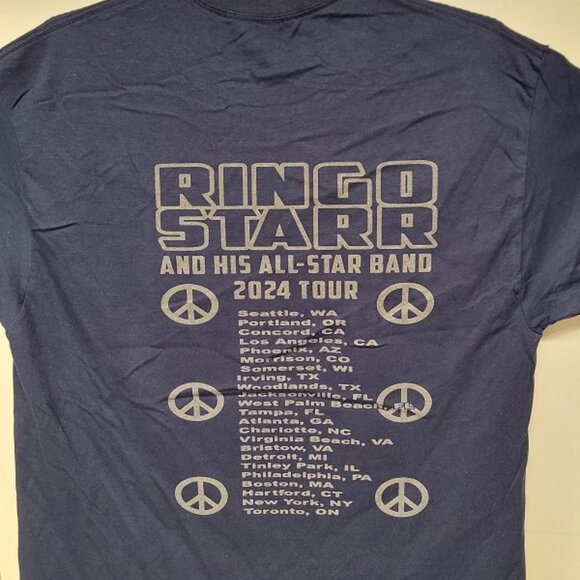 RINGO
STARR
AND HIS ALL-STAR BAND
2024 TOUR
Seattle, WA
Portland, OR
Concord, CA
Los Angeles, CA
Phoenix, AZ
Morrison, CO
Somerset, WI
Irving, TX
Woodlands, TX
Jacksonville, FL
West Palm Beach, FL
Tampa, FL
Atlanta, GA
Charlotte, NC
Virginia Beach, VA
Bristow, VA
Detroit, MI
Tinley Park, IL
Philadelphia, PA
Boston, MA
Hartford, CT
New York, NY
Toronto, ON